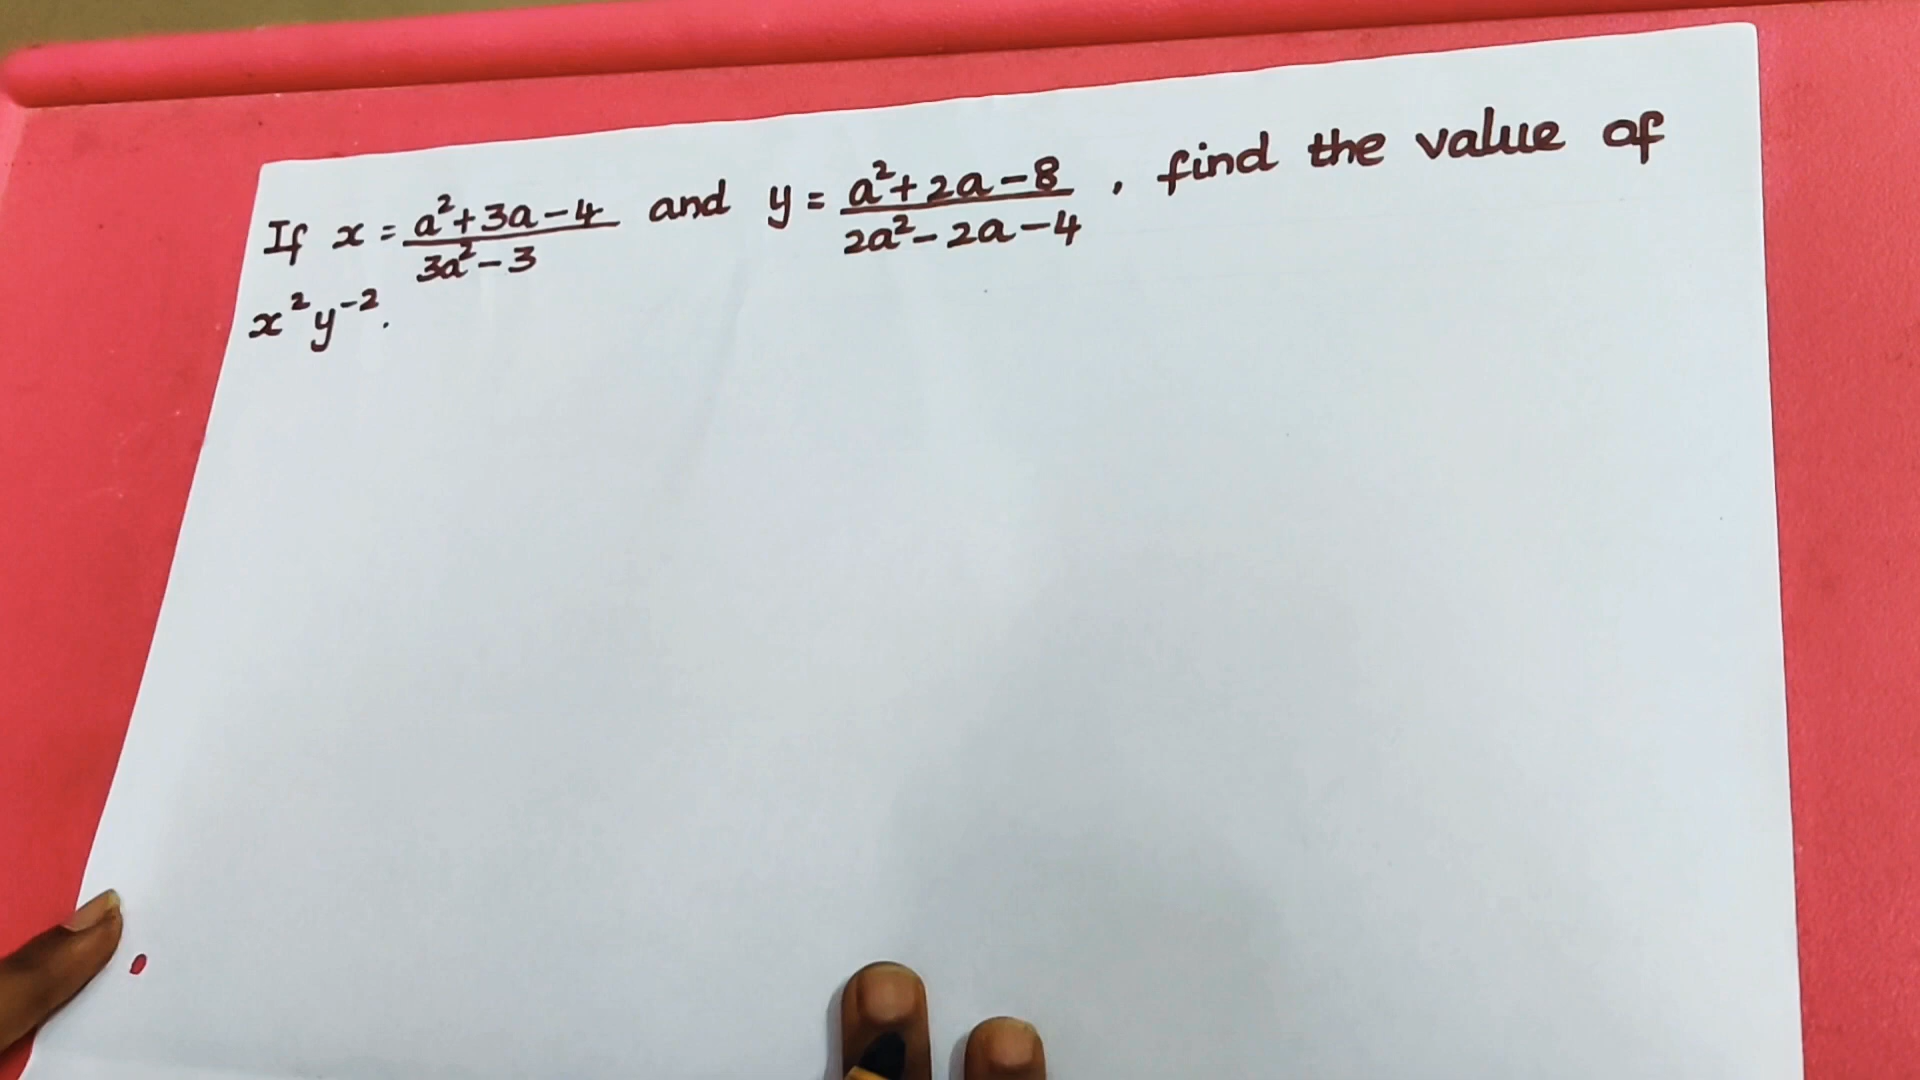 If x = (a²+3a-4)/(3a²-3) and y = (a²+2a-8)/(2a²-2a-4), find the value of
x²y⁻².